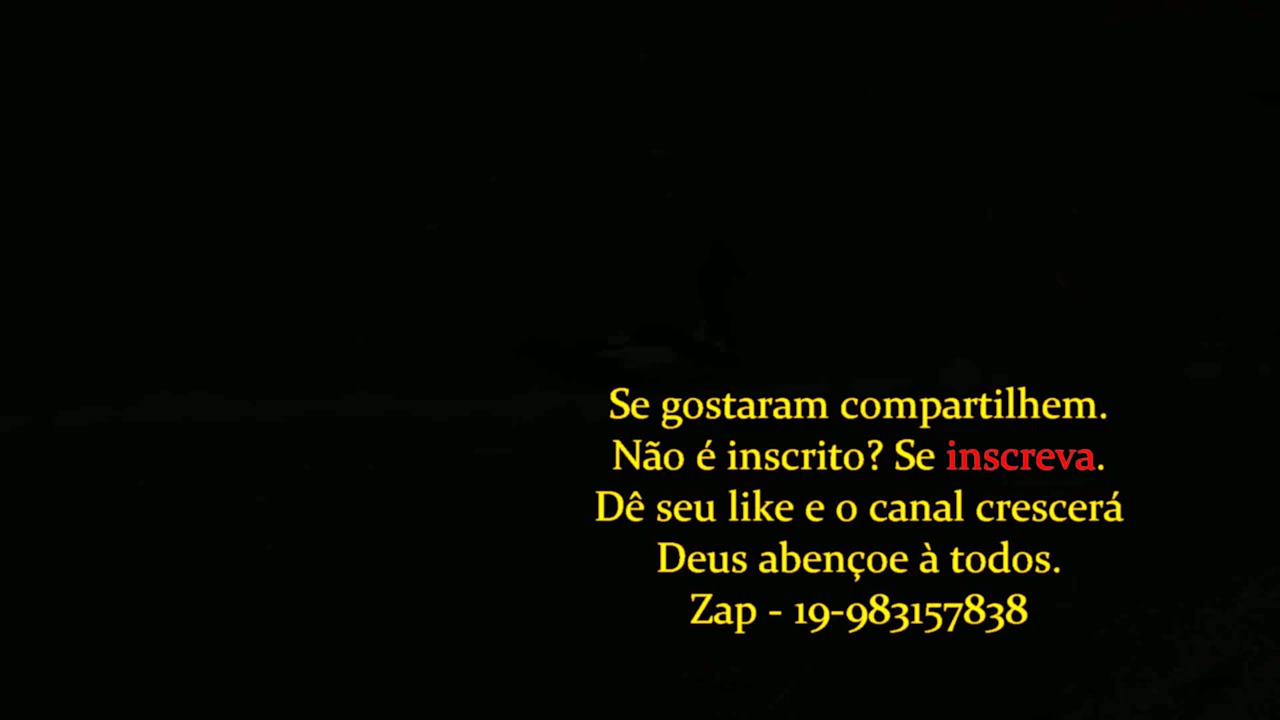 Se gostaram compartilhem.
Não é inscrito? Se inscreva.
Dê seu like e o canal crescerá
Deus abençoe à todos.
Zap - 19-983157838